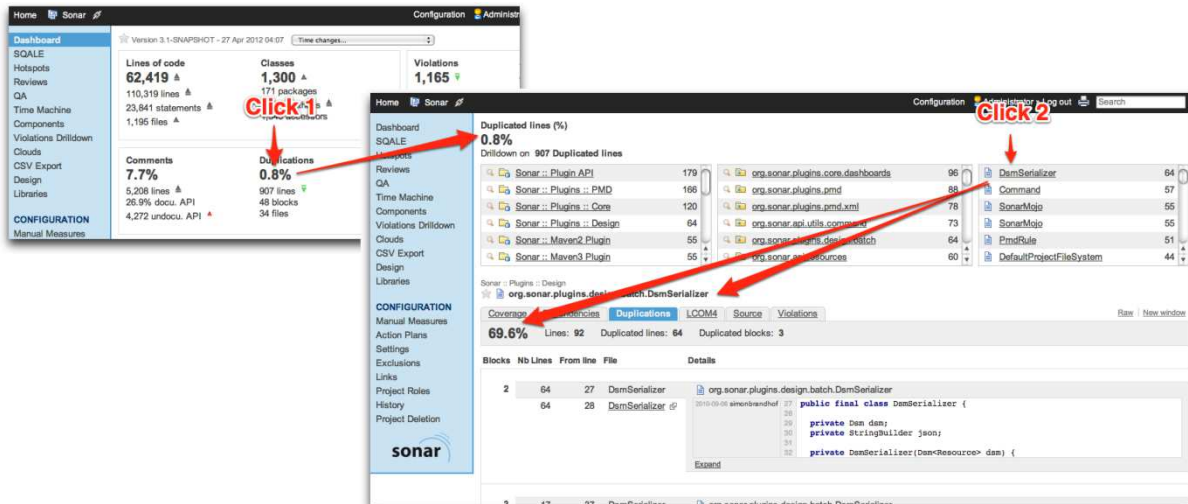 Home Sonar
Configuration
Dashboard
SQALE
Hotspots
Reviews
QA
Time Machine
Components
Violations Drilldown
Clouds
CSV Export
Design
Libraries
CONFIGURATION
Manual Measures
Version 3.1-SNAPSHOT - 27 Apr 2012 04:07 Time changes...
Lines of code
62,419
110,319 lines
23,841 statements
1,195 files
Classes
1,300
171 packages
Violations
1,165
Click 1
Comments
7.7%
5,208 lines
26.9% docu. API
4,272 undocu. API
Duplications
0.8%
907 lines
48 blocks
34 files
Home Sonar
Configuration Administrator » Log out Search
Click 2
Dashboard
SQALE
Hotspots
Reviews
QA
Time Machine
Components
Violations Drilldown
Clouds
CSV Export
Design
Libraries
CONFIGURATION
Manual Measures
Action Plans
Settings
Exclusions
Links
Project Roles
History
Project Deletion
sonar
Duplicated lines (%)
0.8%
Drilldown on 907 Duplicated lines
Sonar :: Plugin API 179
Sonar :: Plugins :: PMD 166
Sonar :: Plugins :: Core 120
Sonar :: Plugins :: Design 64
Sonar :: Maven2 Plugin 55
Sonar :: Maven3 Plugin 55
org.sonar.plugins.core.dashboards 96
org.sonar.plugins.pmd 88
org.sonar.plugins.pmd.xml 78
org.sonar.api.utils.command 73
org.sonar.plugins.design.batch 64
org.sonar.api.resources 60
DsmSerializer 64
Command 57
SonarMojo 55
SonarMojo 55
PmdRule 51
DefaultProjectFileSystem 44
Sonar :: Plugins :: Design
org.sonar.plugins.design.batch.DsmSerializer
Coverage Dependencies Duplications LCOM4 Source Violations Raw New window
69.6% Lines: 92 Duplicated lines: 64 Duplicated blocks: 3
Blocks Nb Lines From line File Details
2 64 27 DsmSerializer org.sonar.plugins.design.batch.DsmSerializer
64 28 DsmSerializer
simonbrandhof 27 public final class DsmSerializer {
28
29 private Dsm dsm;
30 private StringBuilder json;
31
32 private DsmSerializer(Dsm<Resource> dsm) {
Expand
2 17 37 DsmSerializer org.sonar.plugins.design.batch.DsmSerializer